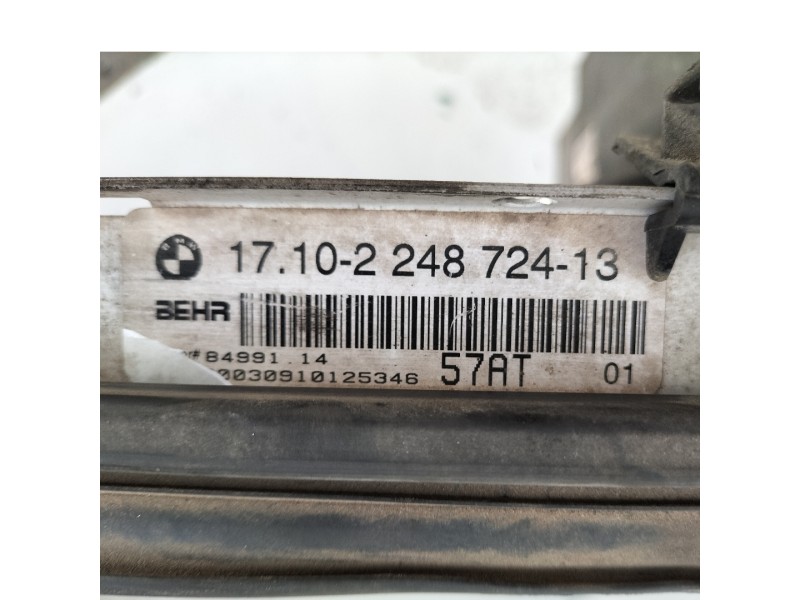 17.10-2 248 724-13
BEHR
84991.14
0030910125346 57AT 01